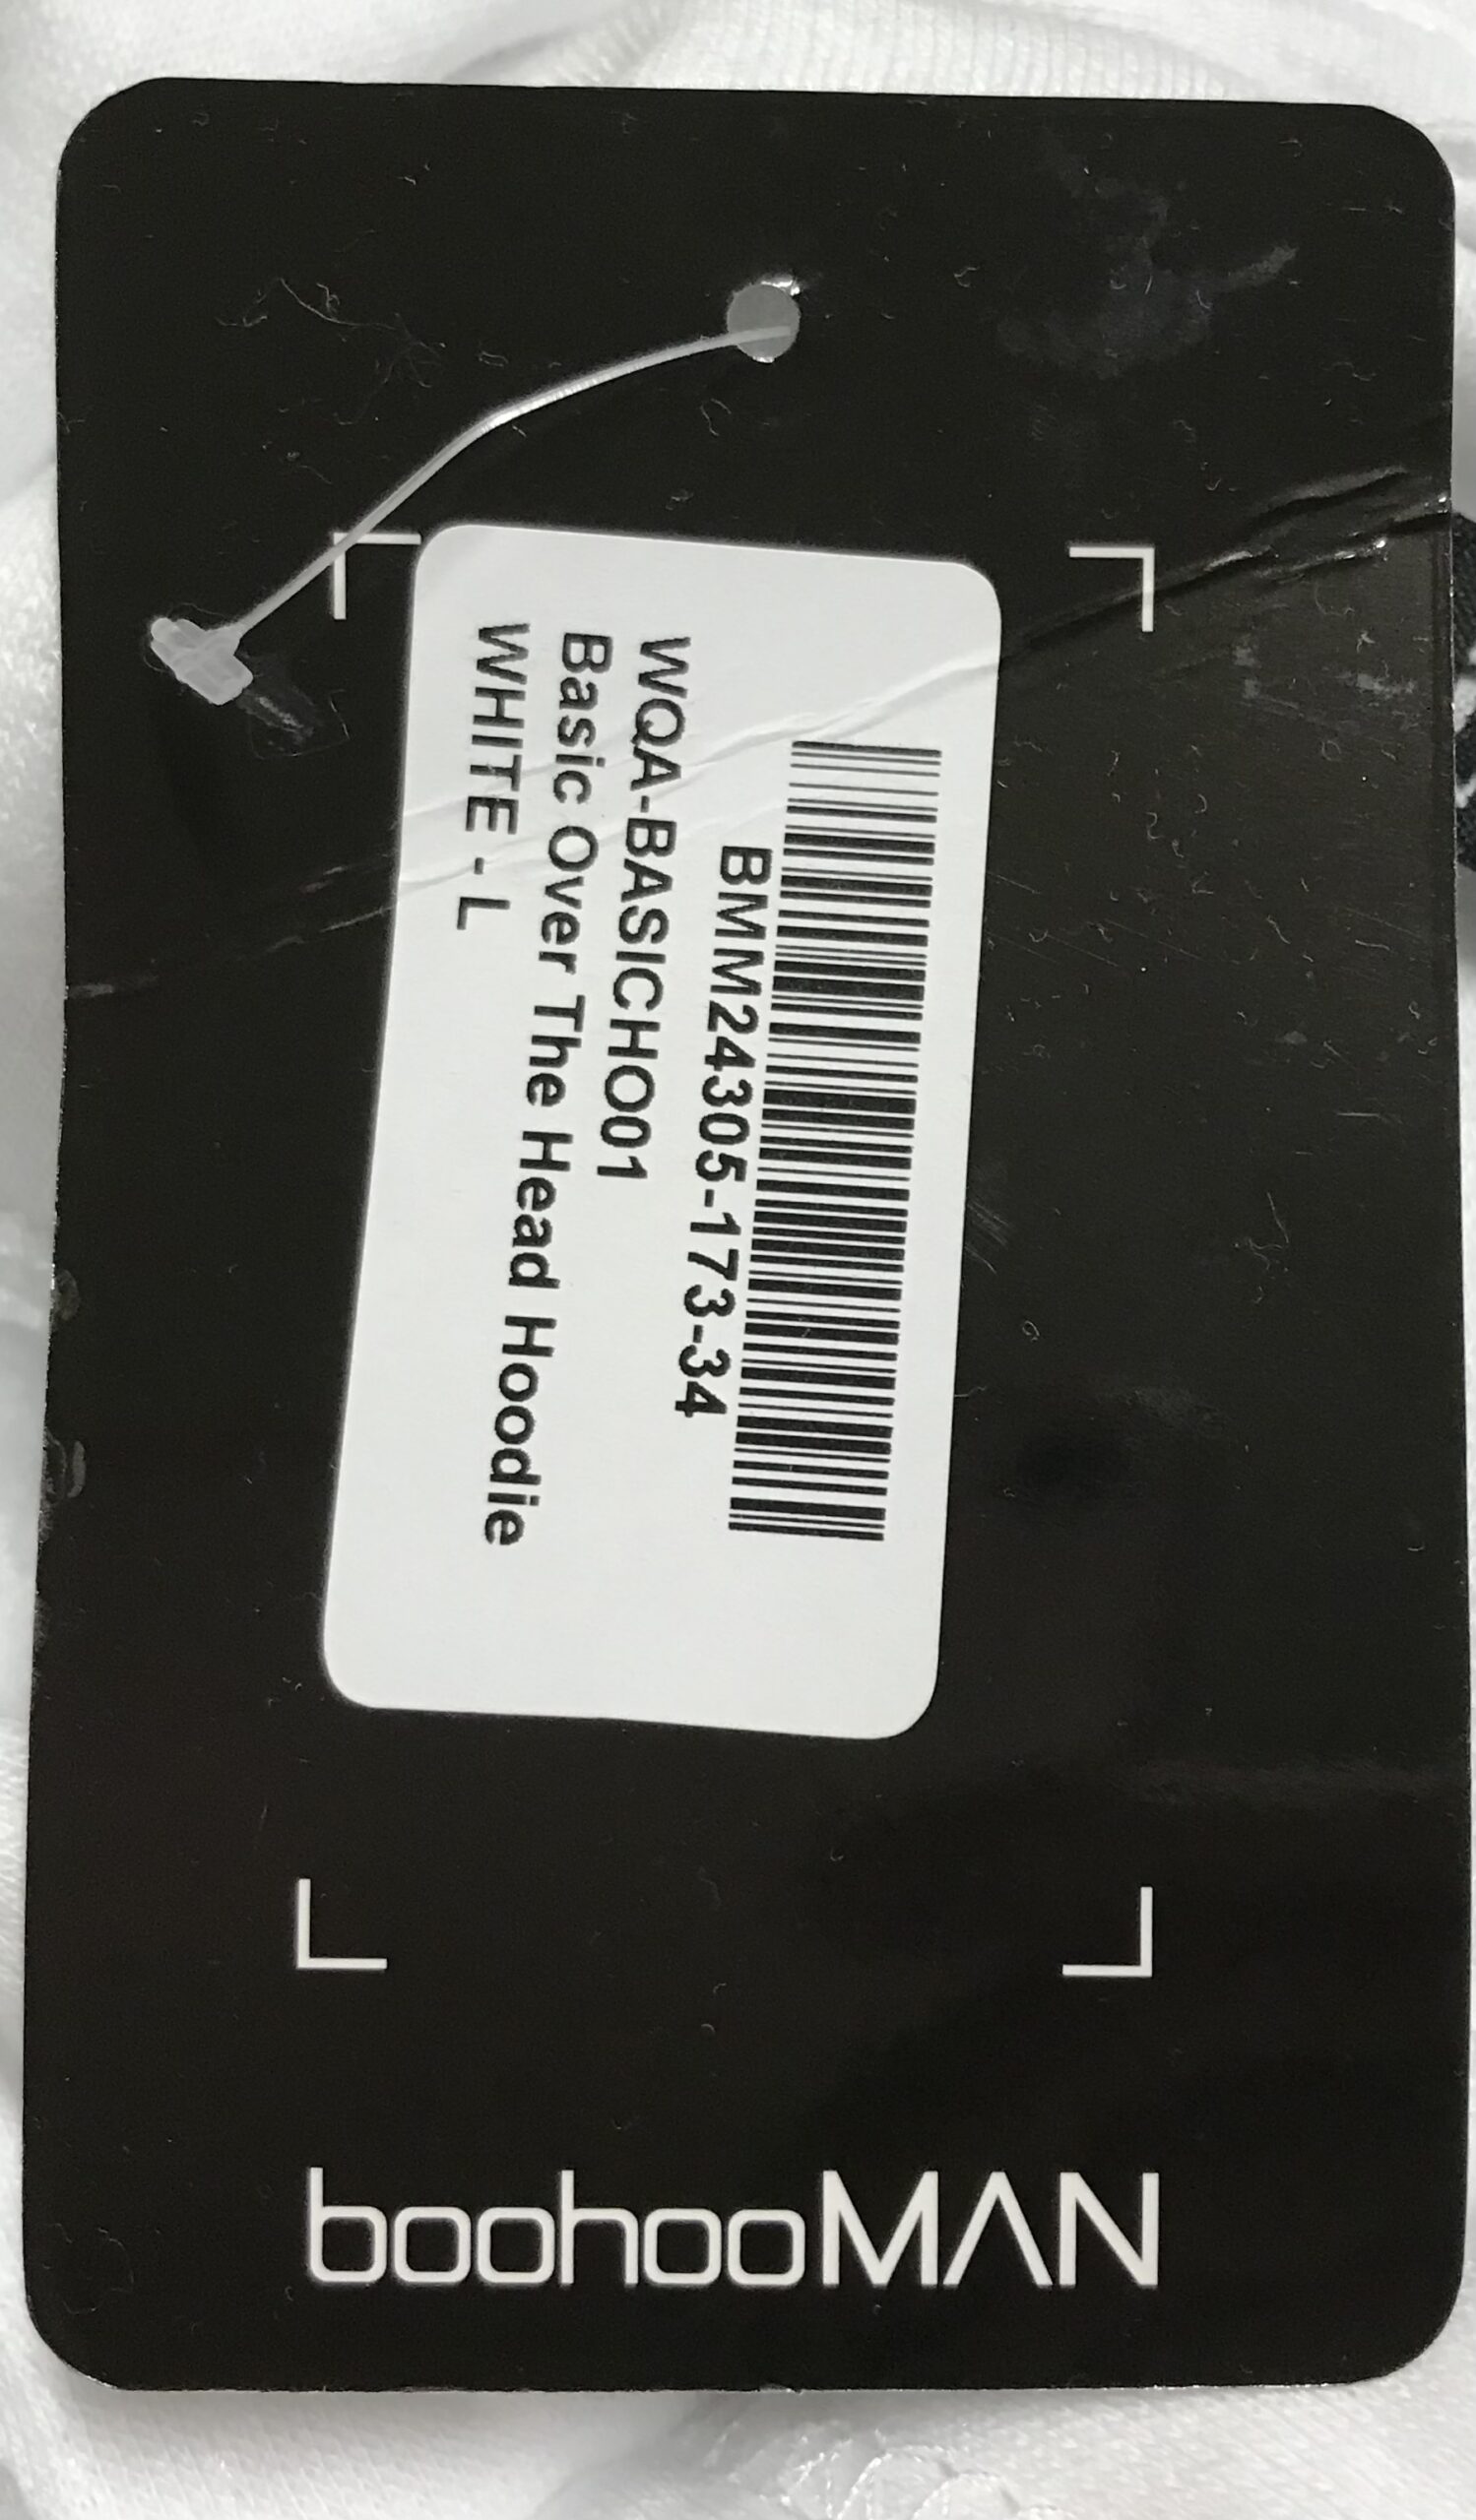 BMM24305-173-34
WQA-BASICHO01
Basic Over The Head Hoodie
WHITE - L
boohooMAN